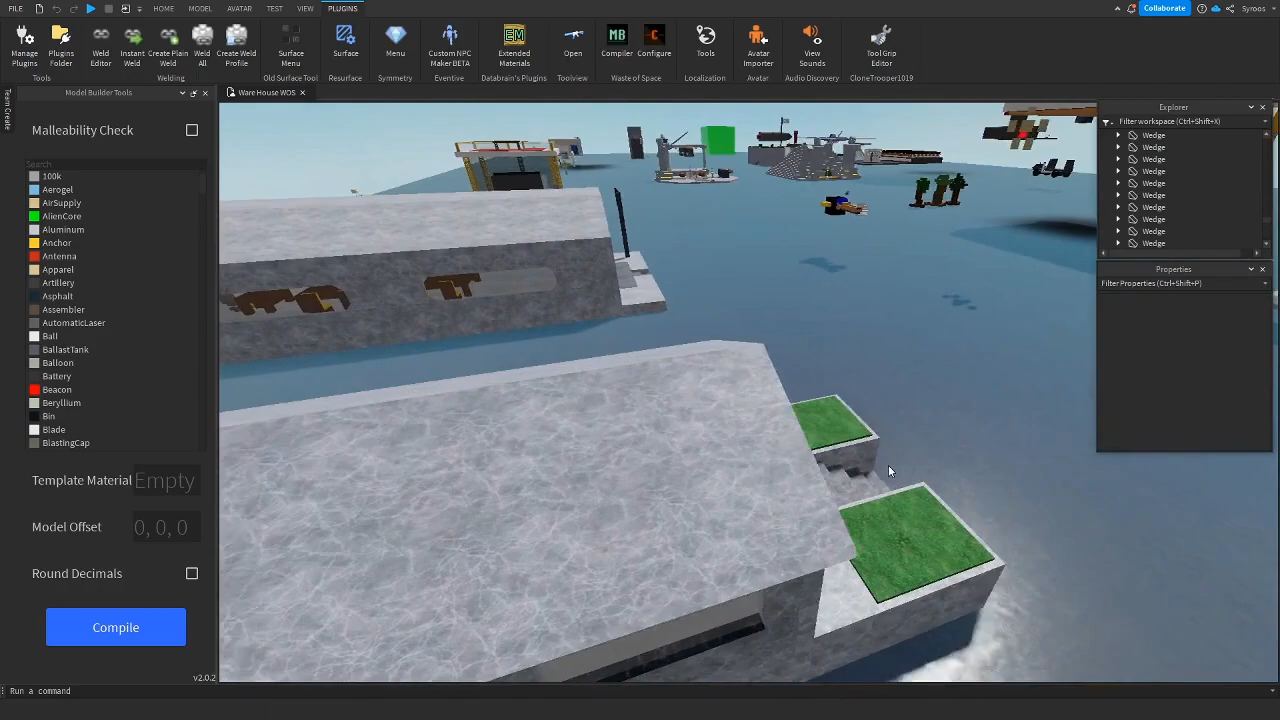 FILE HOME MODEL AVATAR TEST VIEW PLUGINS Collaborate Syroos
Manage Plugins
Plugins Folder
Weld Editor
Instant Weld
Create Plain Weld
Weld All
Create Weld Profile
Surface Menu
Surface
Menu
Custom NPC Maker BETA
EM
Extended Materials
Open
MB
Compiler
C
Configure
Tools
Avatar Importer
View Sounds
Tool Grip Editor
Tools Welding Old Surface Tool Resurface Symmetry Eventive Databrain's Plugins Toolview Waste of Space Localization Avatar Audio Discovery CloneTrooper1019
Team Create
Model Builder Tools
Ware House WOS
Malleability Check
Search
100k
Aerogel
AirSupply
AlienCore
Aluminum
Anchor
Antenna
Apparel
Artillery
Asphalt
Assembler
AutomaticLaser
Ball
BallastTank
Balloon
Battery
Beacon
Beryllium
Bin
Blade
BlastingCap
Template Material Empty
Model Offset 0, 0, 0
Round Decimals
Compile
v2.0.2
Explorer
Filter workspace (Ctrl+Shift+X)
Wedge
Wedge
Wedge
Wedge
Wedge
Wedge
Wedge
Wedge
Wedge
Wedge
Properties
Filter Properties (Ctrl+Shift+P)
Run a command